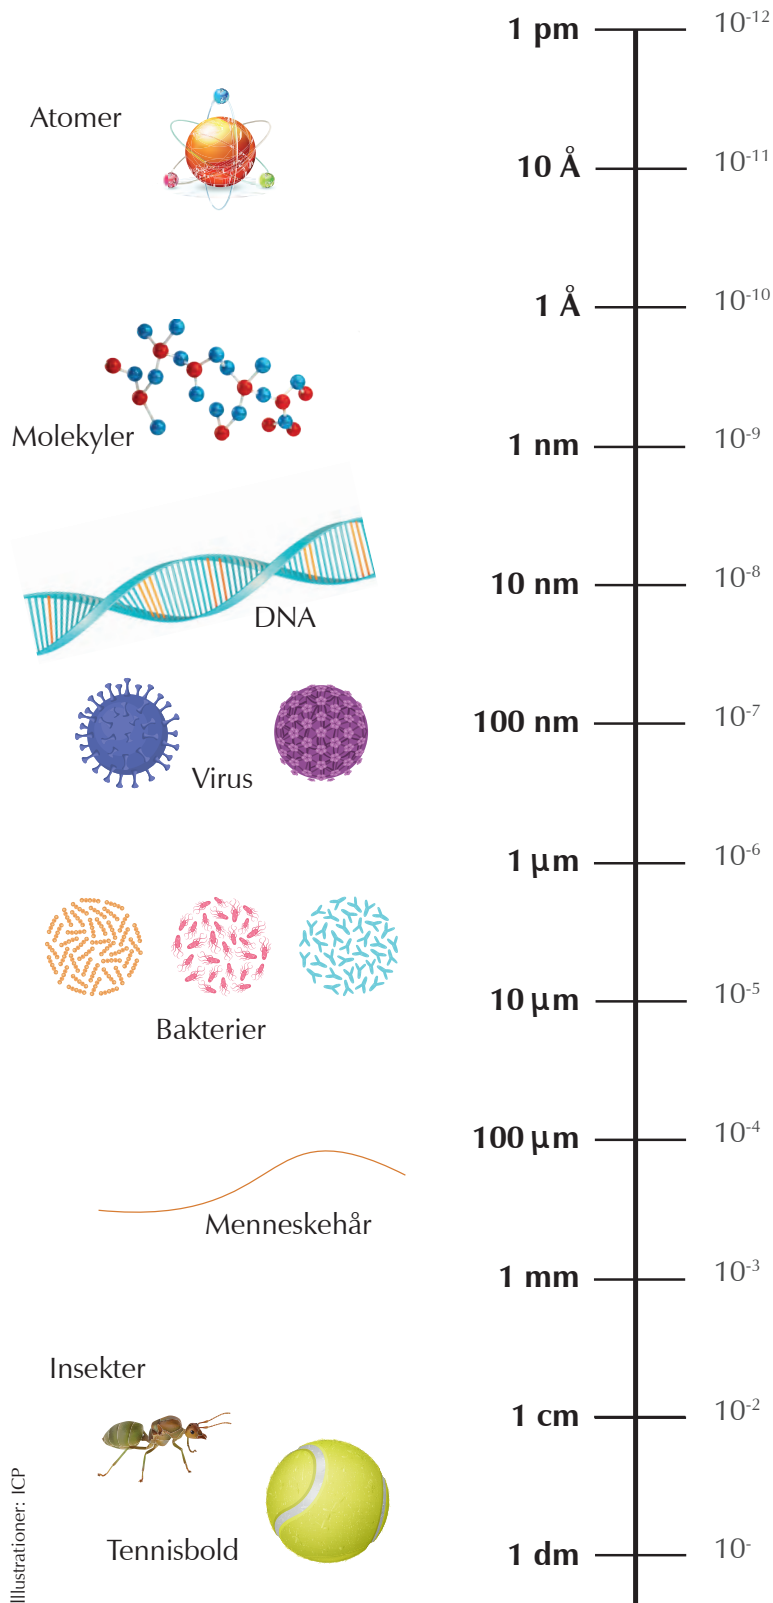 1 pm 10⁻¹²
Atomer
10 Å 10⁻¹¹
1 Å 10⁻¹⁰
Molekyler
1 nm 10⁻⁹
10 nm 10⁻⁸
DNA
100 nm 10⁻⁷
Virus
1 µm 10⁻⁶
10 µm 10⁻⁵
Bakterier
100 µm 10⁻⁴
Menneskehår
1 mm 10⁻³
Insekter
1 cm 10⁻²
Tennisbold
1 dm 10⁻
Illustrationer: ICP